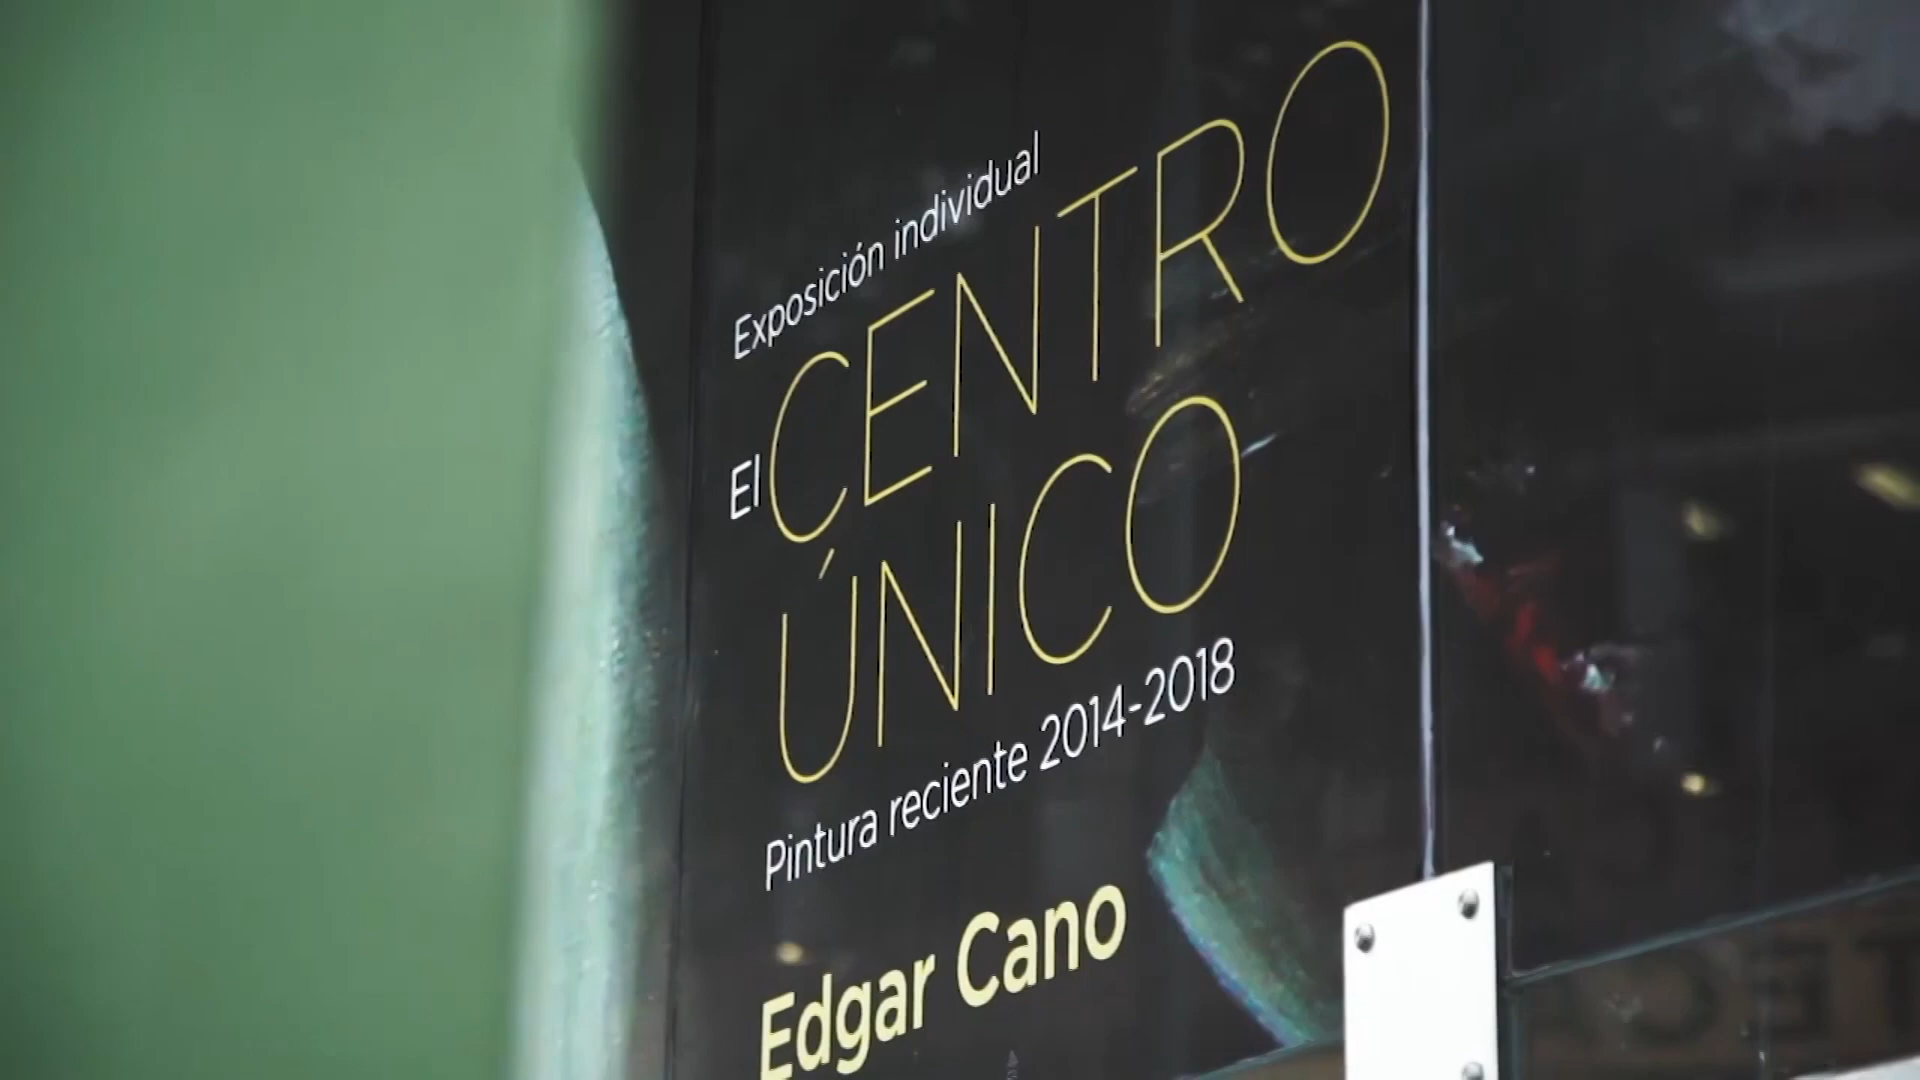 Exposición individual
El CENTRO
ÚNICO
Pintura reciente 2014-2018
Edgar Cano